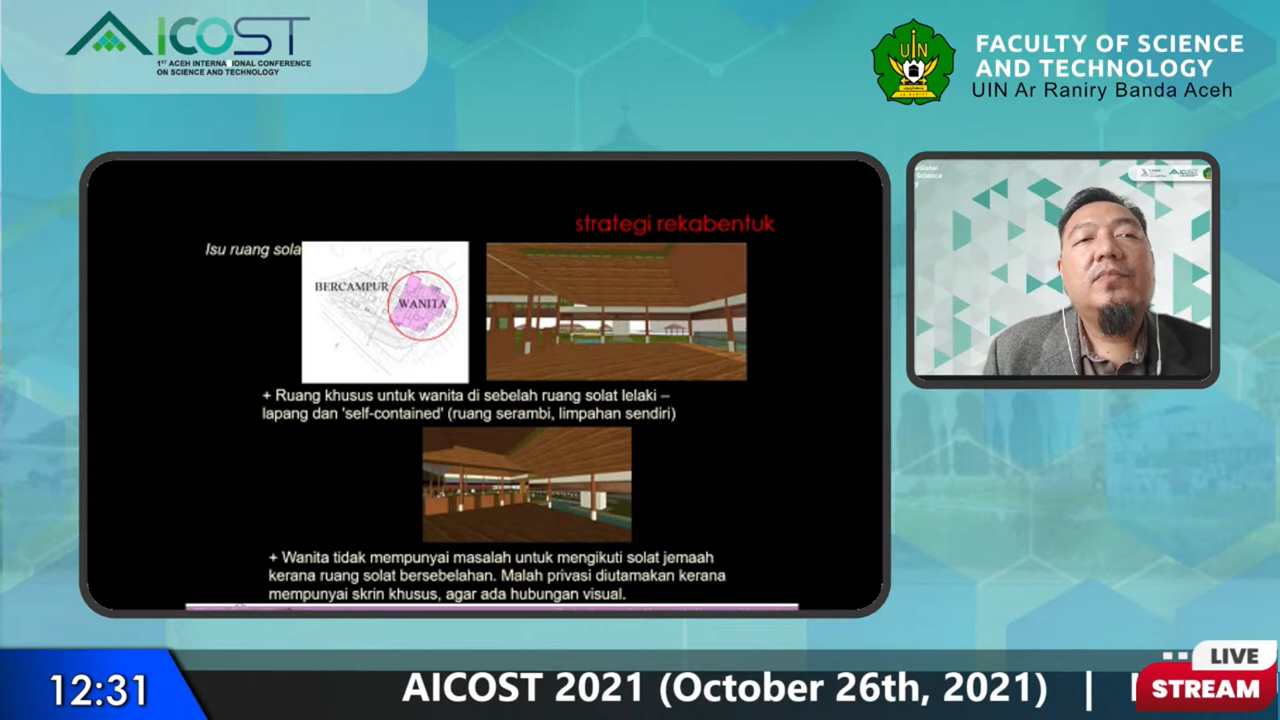 AICOST
1ST ACEH INTERNATIONAL CONFERENCE
ON SCIENCE AND TECHNOLOGY
UIN
FACULTY OF SCIENCE
AND TECHNOLOGY
UIN Ar Raniry Banda Aceh
strategi rekabentuk
Isu ruang sola
BERCAMPUR
WANITA
+ Ruang khusus untuk wanita di sebelah ruang solat lelaki –
lapang dan 'self-contained' (ruang serambi, limpahan sendiri)
+ Wanita tidak mempunyai masalah untuk mengikuti solat jemaah
kerana ruang solat bersebelahan. Malah privasi diutamakan kerana
mempunyai skrin khusus, agar ada hubungan visual.
Science
AICOST
12:31
AICOST 2021 (October 26th, 2021) |
LIVE
STREAM